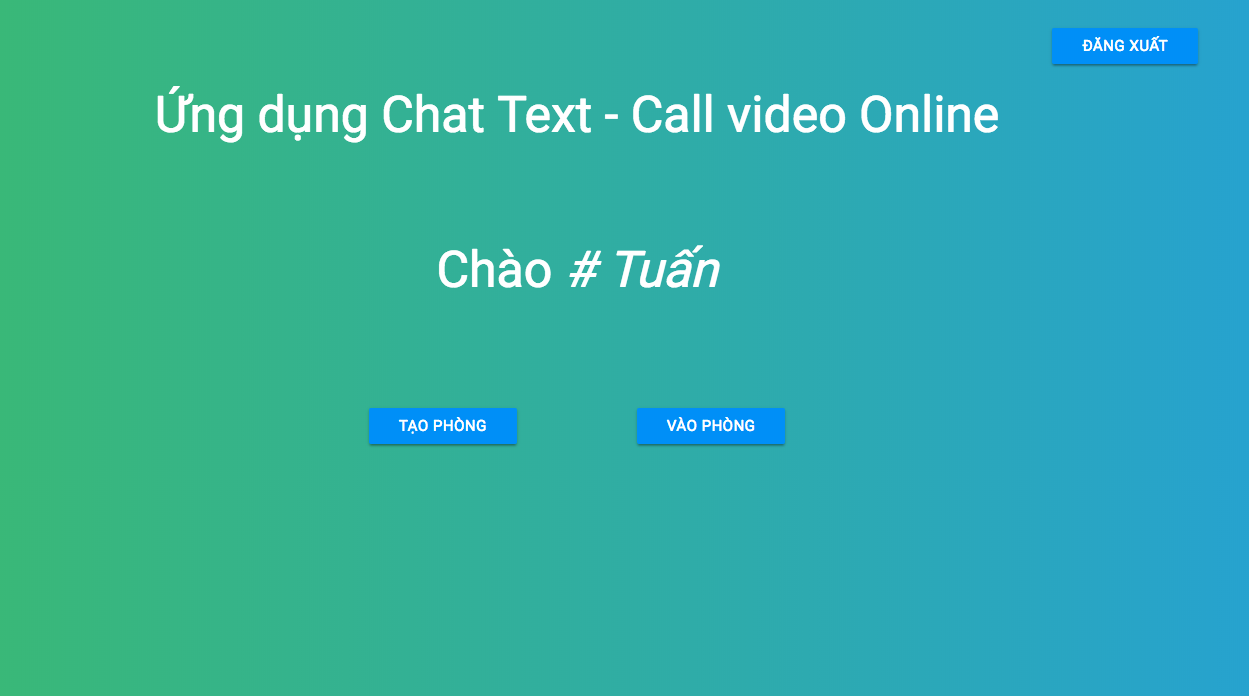 ĐĂNG XUẤT
Ứng dụng Chat Text - Call video Online
Chào # Tuấn
TẠO PHÒNG
VÀO PHÒNG